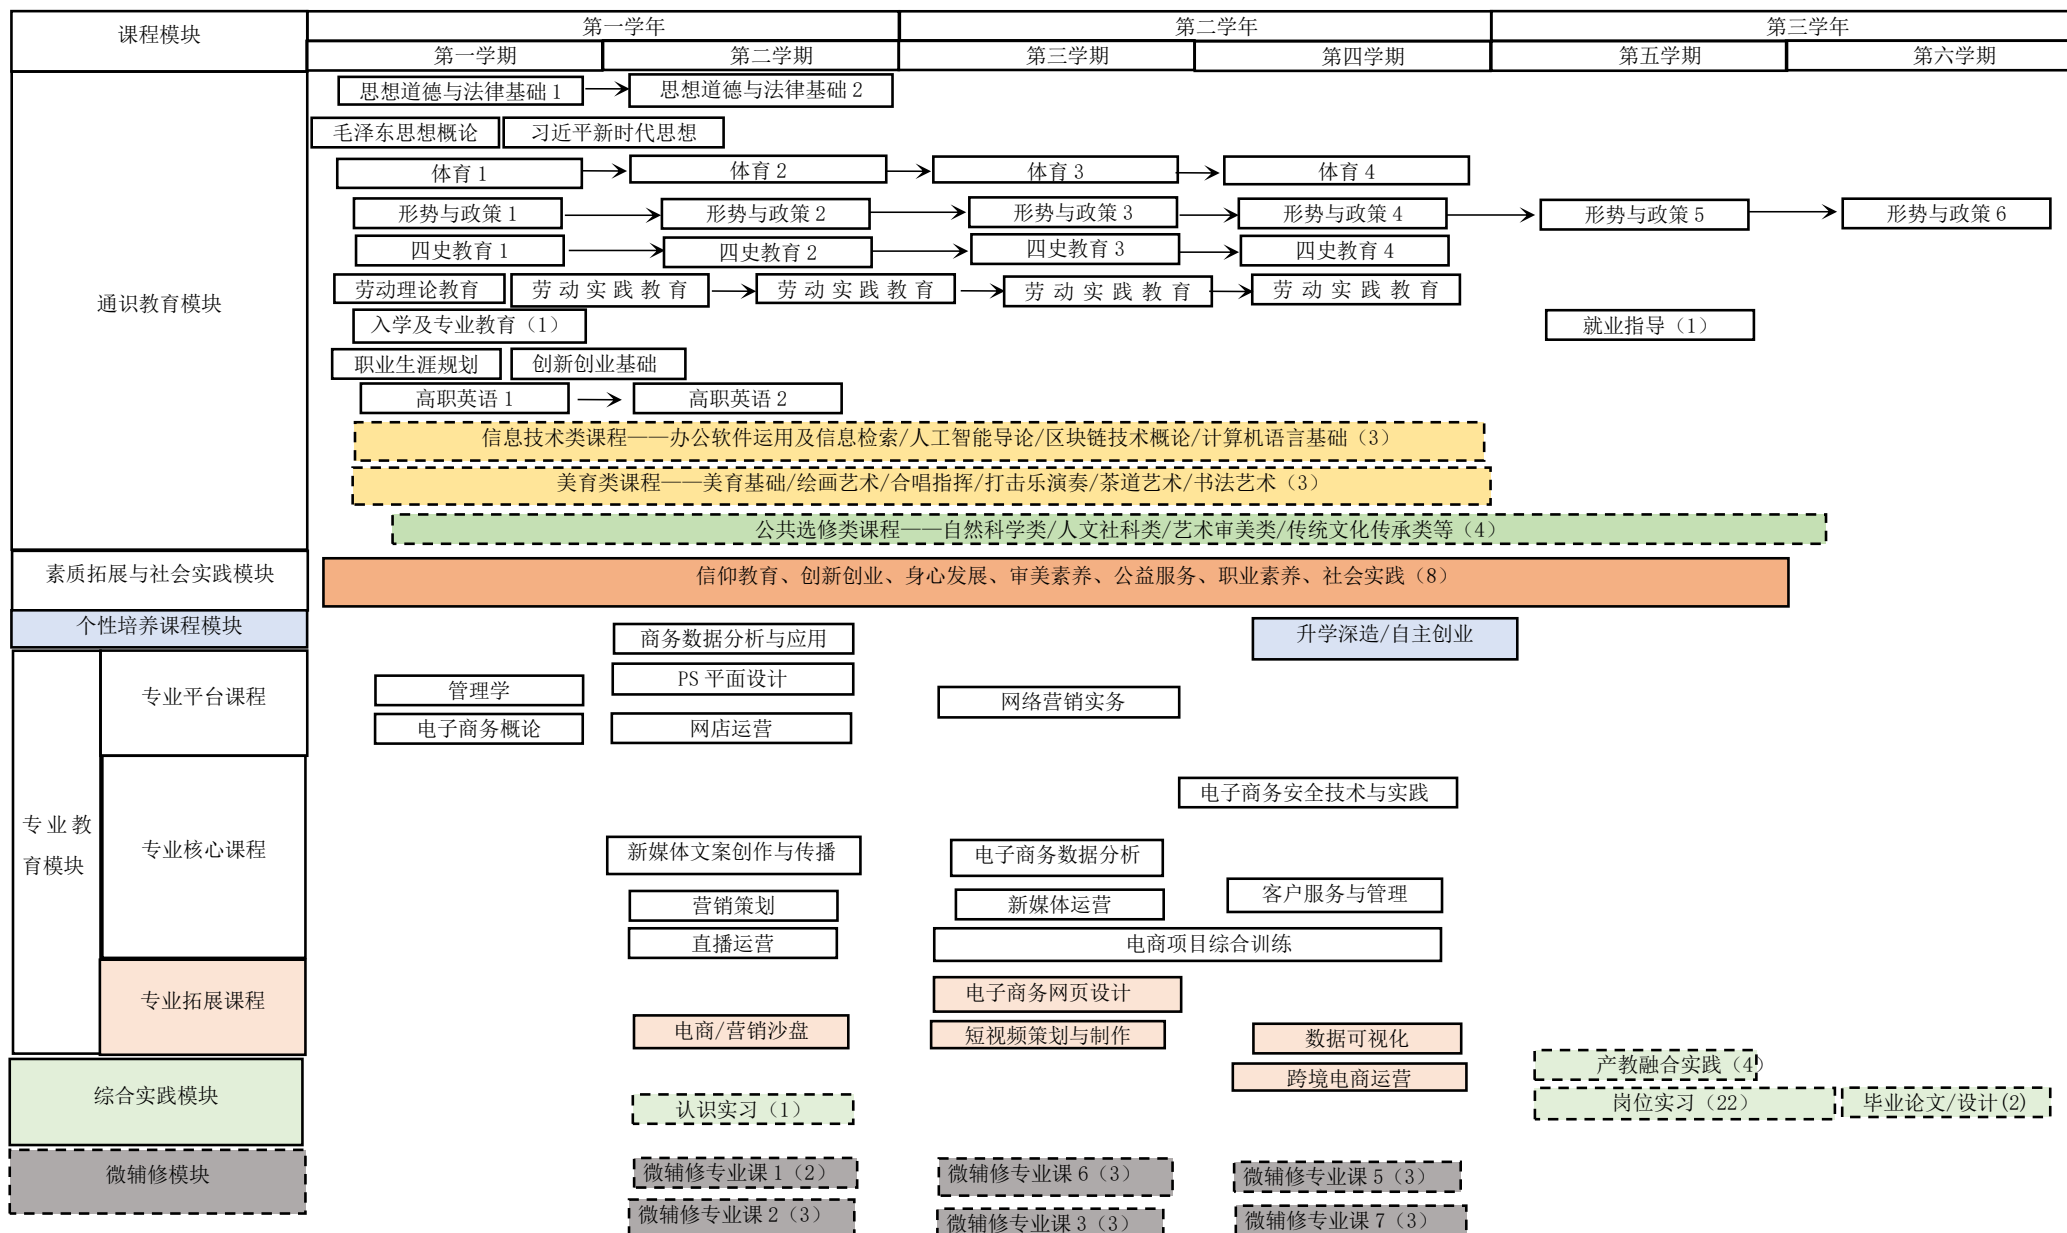 课程模块
第一学年
第二学年
第三学年
第一学期
第二学期
第三学期
第四学期
第五学期
第六学期
通识教育模块
思想道德与法律基础 1
思想道德与法律基础 2
毛泽东思想概论
习近平新时代思想
体育 1
体育 2
体育 3
体育 4
形势与政策 1
形势与政策 2
形势与政策 3
形势与政策 4
形势与政策 5
形势与政策 6
四史教育 1
四史教育 2
四史教育 3
四史教育 4
劳动理论教育
劳动实践教育
劳动实践教育
劳动实践教育
劳动实践教育
入学及专业教育（1）
就业指导（1）
职业生涯规划
创新创业基础
高职英语 1
高职英语 2
信息技术类课程——办公软件运用及信息检索/人工智能导论/区块链技术概论/计算机语言基础（3）
美育类课程——美育基础/绘画艺术/合唱指挥/打击乐演奏/茶道艺术/书法艺术（3）
公共选修类课程——自然科学类/人文社科类/艺术审美类/传统文化传承类等（4）
素质拓展与社会实践模块
信仰教育、创新创业、身心发展、审美素养、公益服务、职业素养、社会实践（8）
个性培养课程模块
升学深造/自主创业
专业教
育模块
专业平台课程
商务数据分析与应用
PS 平面设计
管理学
网络营销实务
电子商务概论
网店运营
专业核心课程
电子商务安全技术与实践
新媒体文案创作与传播
电子商务数据分析
客户服务与管理
营销策划
新媒体运营
直播运营
电商项目综合训练
专业拓展课程
电子商务网页设计
电商/营销沙盘
短视频策划与制作
数据可视化
跨境电商运营
综合实践模块
产教融合实践（4）
认识实习（1）
岗位实习（22）
毕业论文/设计(2)
微辅修模块
微辅修专业课 1（2）
微辅修专业课 6（3）
微辅修专业课 5（3）
微辅修专业课 2（3）
微辅修专业课 3（3）
微辅修专业课 7（3）